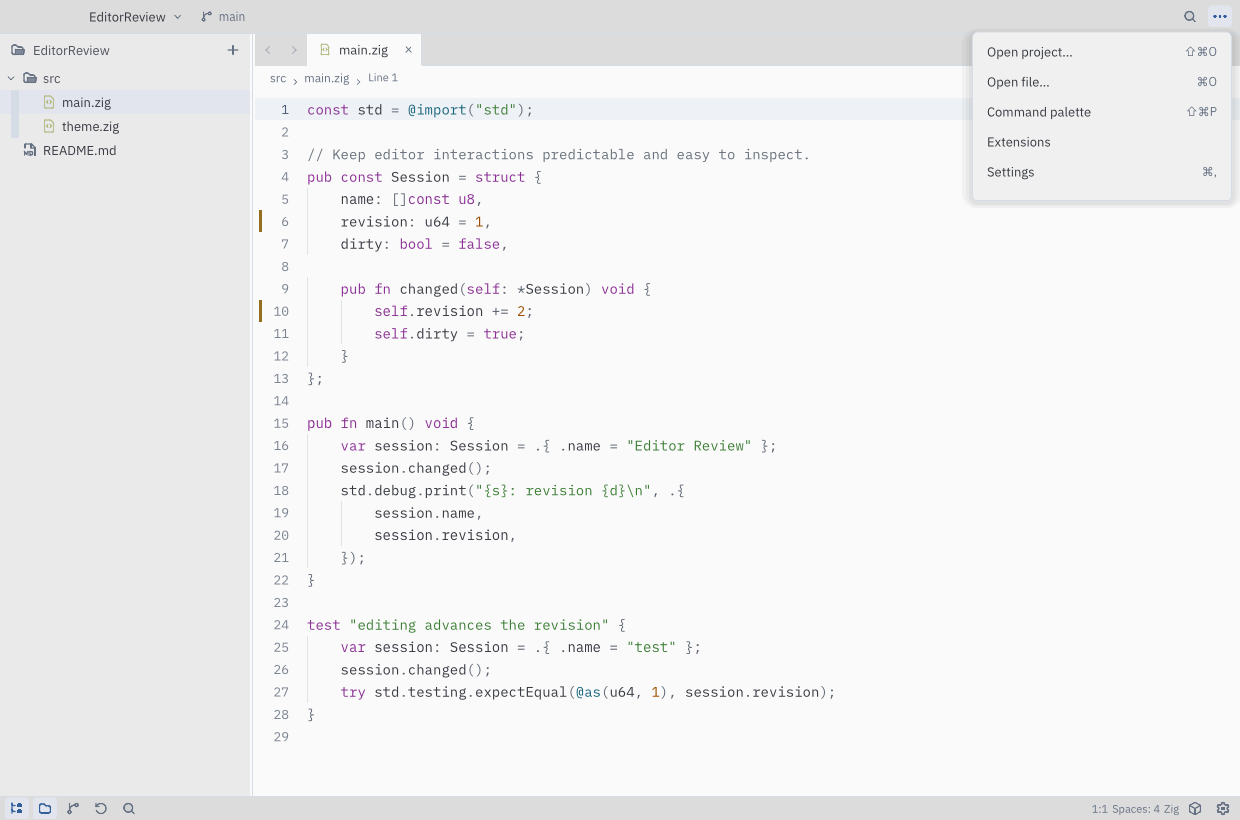 EditorReview
main
EditorReview
src
main.zig
theme.zig
README.md
main.zig
src › main.zig › Line 1
1 const std = @import("std");
2
3 // Keep editor interactions predictable and easy to inspect.
4 pub const Session = struct {
5     name: []const u8,
6     revision: u64 = 1,
7     dirty: bool = false,
8
9     pub fn changed(self: *Session) void {
10         self.revision += 2;
11         self.dirty = true;
12     }
13 };
14
15 pub fn main() void {
16     var session: Session = .{ .name = "Editor Review" };
17     session.changed();
18     std.debug.print("{s}: revision {d}\n", .{
19         session.name,
20         session.revision,
21     });
22 }
23
24 test "editing advances the revision" {
25     var session: Session = .{ .name = "test" };
26     session.changed();
27     try std.testing.expectEqual(@as(u64, 1), session.revision);
28 }
29
Open project... ⇧⌘O
Open file... ⌘O
Command palette ⇧⌘P
Extensions
Settings ⌘,
1:1 Spaces: 4 Zig